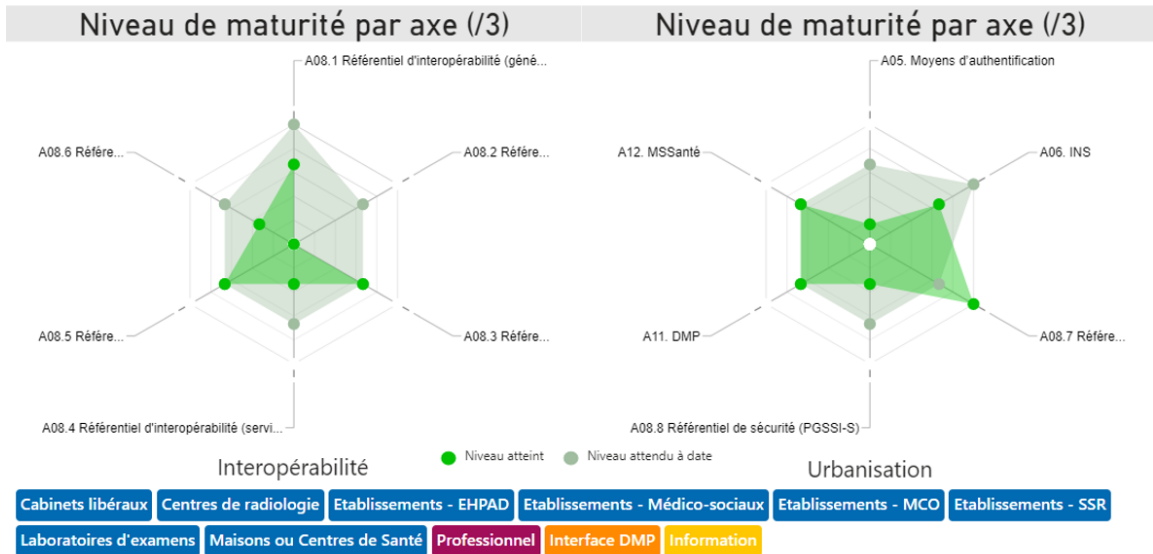 Niveau de maturité par axe (/3)
Niveau de maturité par axe (/3)
A08.1 Référentiel d'interopérabilité (géné...
A08.6 Référe...
A08.2 Référe...
A08.5 Référe...
A08.3 Référe...
A08.4 Référentiel d'interopérabilité (servi...
A05. Moyens d'authentification
A12. MSSanté
A06. INS
A11. DMP
A08.7 Référe...
A08.8 Référentiel de sécurité (PGSSI-S)
Interopérabilité
Niveau atteint
Niveau attendu à date
Urbanisation
Cabinets libéraux
Centres de radiologie
Etablissements - EHPAD
Etablissements - Médico-sociaux
Etablissements - MCO
Etablissements - SSR
Laboratoires d'examens
Maisons ou Centres de Santé
Professionnel
Interface DMP
Information